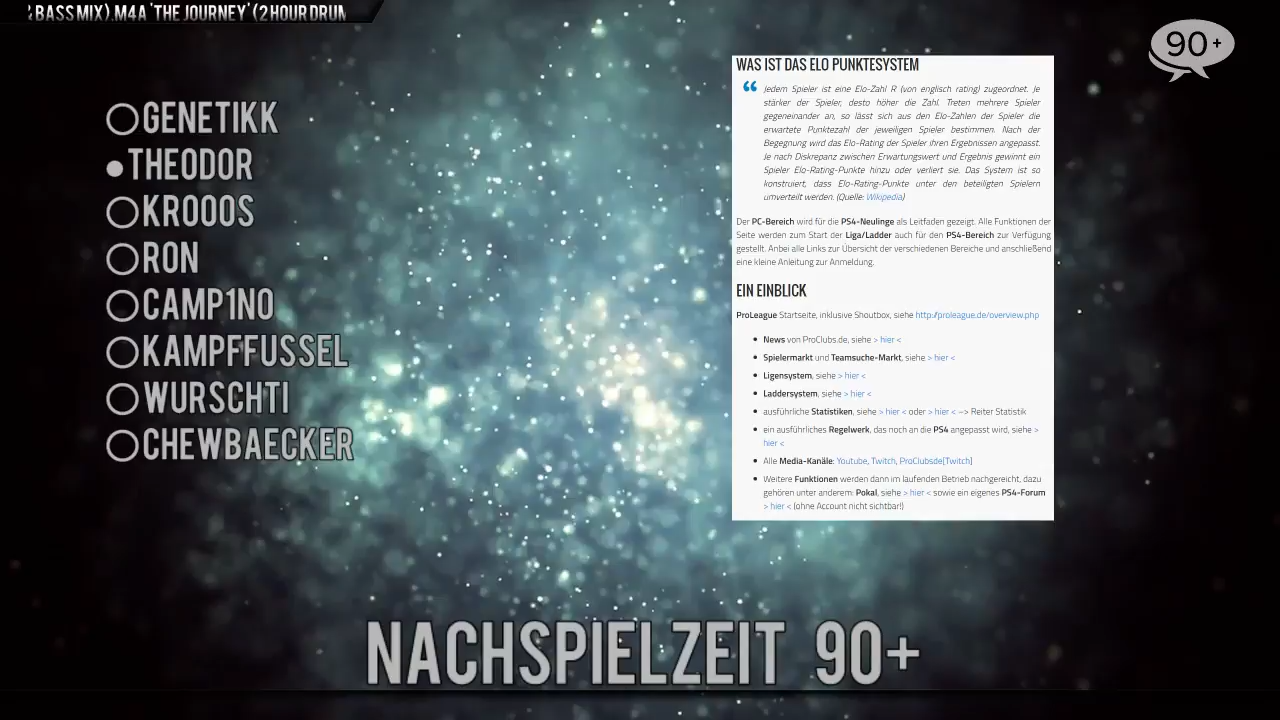 BASS MIX).M4A 'THE JOURNEY' (2 HOUR DRUM
90+
GENETIKK
THEODOR
KROOOS
RON
CAMP1NO
KAMPFFUSSEL
WURSCHTI
CHEWBAECKER
WAS IST DAS ELO PUNKTESYSTEM
“ Jedem Spieler ist eine Elo-Zahl R (von englisch rating) zugeordnet. Je
stärker der Spieler, desto höher die Zahl. Treten mehrere Spieler
gegeneinander an, so lässt sich aus den Elo-Zahlen der Spieler die
erwartete Punktezahl der jeweiligen Spieler bestimmen. Nach der
Begegnung wird das Elo-Rating der Spieler ihren Ergebnissen angepasst.
Je nach Diskrepanz zwischen Erwartungswert und Ergebnis gewinnt ein
Spieler Elo-Rating-Punkte hinzu oder verliert sie. Das System ist so
konstruiert, dass Elo-Rating-Punkte unter den beteiligten Spielern
umverteilt werden. (Quelle: Wikipedia)
Der PC-Bereich wird für die PS4-Neulinge als Leitfaden gezeigt. Alle Funktionen der
Seite werden zum Start der Liga/Ladder auch für den PS4-Bereich zur Verfügung
gestellt. Anbei alle Links zur Übersicht der verschiedenen Bereiche und anschließend
eine kleine Anleitung zur Anmeldung.
EIN EINBLICK
ProLeague Startseite, inklusive Shoutbox, siehe http://proleague.de/overview.php
• News von ProClubs.de, siehe > hier <
• Spielermarkt und Teamsuche-Markt, siehe > hier <
• Ligensystem, siehe > hier <
• Laddersystem, siehe > hier <
• ausführliche Statistiken, siehe > hier < oder > hier < –> Reiter Statistik
• ein ausführliches Regelwerk, das noch an die PS4 angepasst wird, siehe >
hier <
• Alle Media-Kanäle: Youtube, Twitch, ProClubsde[Twitch]
• Weitere Funktionen werden dann im laufenden Betrieb nachgereicht, dazu
gehören unter anderem: Pokal, siehe > hier < sowie ein eigenes PS4-Forum
> hier < (ohne Account nicht sichtbar!)
NACHSPIELZEIT 90+